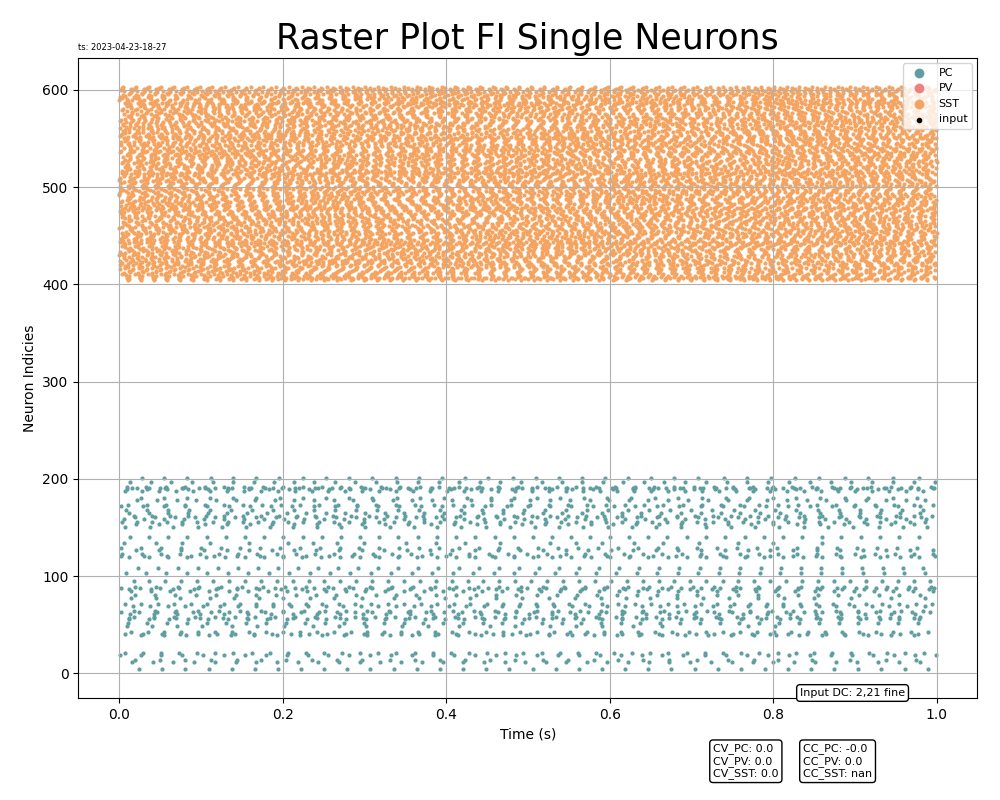 Raster Plot FI Single Neurons
ts: 2023-04-23-18-27
PC
PV
SST
input
600
500
400
300
200
100
0
Neuron Indicies
0.0 0.2 0.4 0.6 0.8 1.0
Time (s)
Input DC: 2,21 fine
CV_PC: 0.0
CV_PV: 0.0
CV_SST: 0.0
CC_PC: -0.0
CC_PV: 0.0
CC_SST: nan